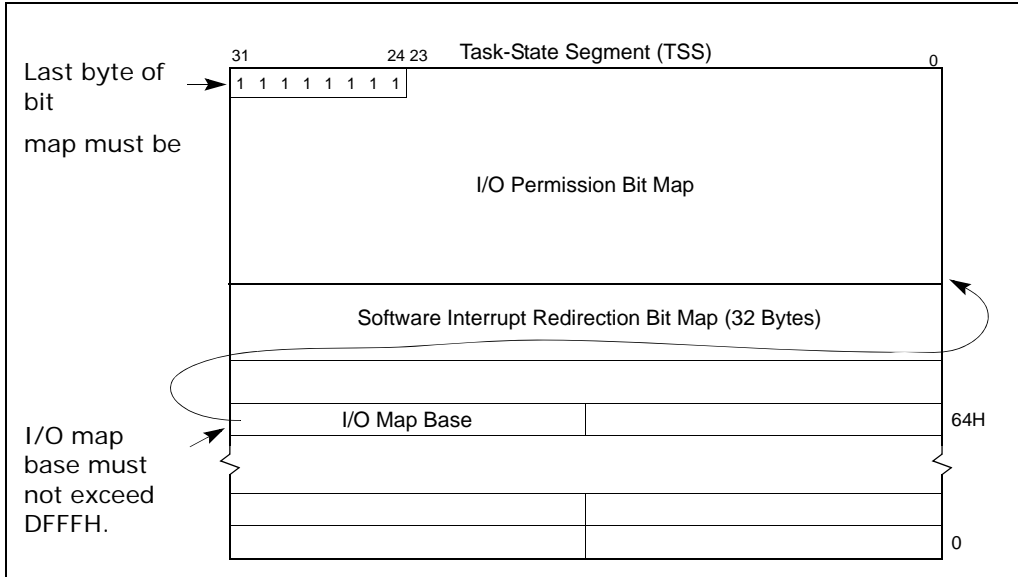 Task-State Segment (TSS)
31 24 23 0
Last byte of
bit
map must be
1 1 1 1 1 1 1 1
I/O Permission Bit Map
Software Interrupt Redirection Bit Map (32 Bytes)
I/O Map Base
64H
I/O map
base must
not exceed
DFFFH.
0